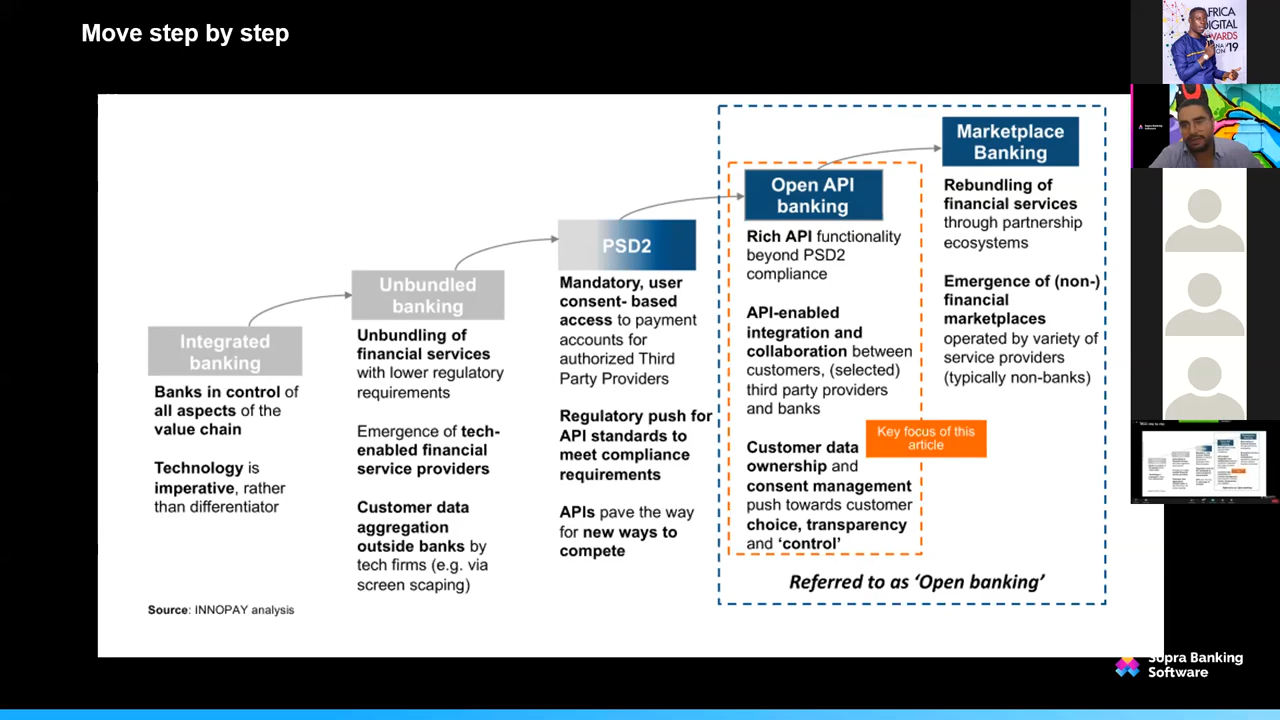 Move step by step
AFRICA
DIGITAL
AWARDS
'19
Marketplace
Banking
Rebundling of
financial services
through partnership
ecosystems
Emergence of (non-)
financial
marketplaces
operated by variety of
service providers
(typically non-banks)
Open API
banking
Rich API functionality
beyond PSD2
compliance
API-enabled
integration and
collaboration between
customers, (selected)
third party providers
and banks
Key focus of this
article
Customer data
ownership and
consent management
push towards customer
choice, transparency
and ‘control’
Referred to as ‘Open banking’
PSD2
Mandatory, user
consent- based
access to payment
accounts for
authorized Third
Party Providers
Regulatory push for
API standards to
meet compliance
requirements
APIs pave the way
for new ways to
compete
Unbundled
banking
Unbundling of
financial services
with lower regulatory
requirements
Emergence of tech-
enabled financial
service providers
Customer data
aggregation
outside banks by
tech firms (e.g. via
screen scaping)
Integrated
banking
Banks in control of
all aspects of the
value chain
Technology is
imperative, rather
than differentiator
Source: INNOPAY analysis
Sopra Banking
Software